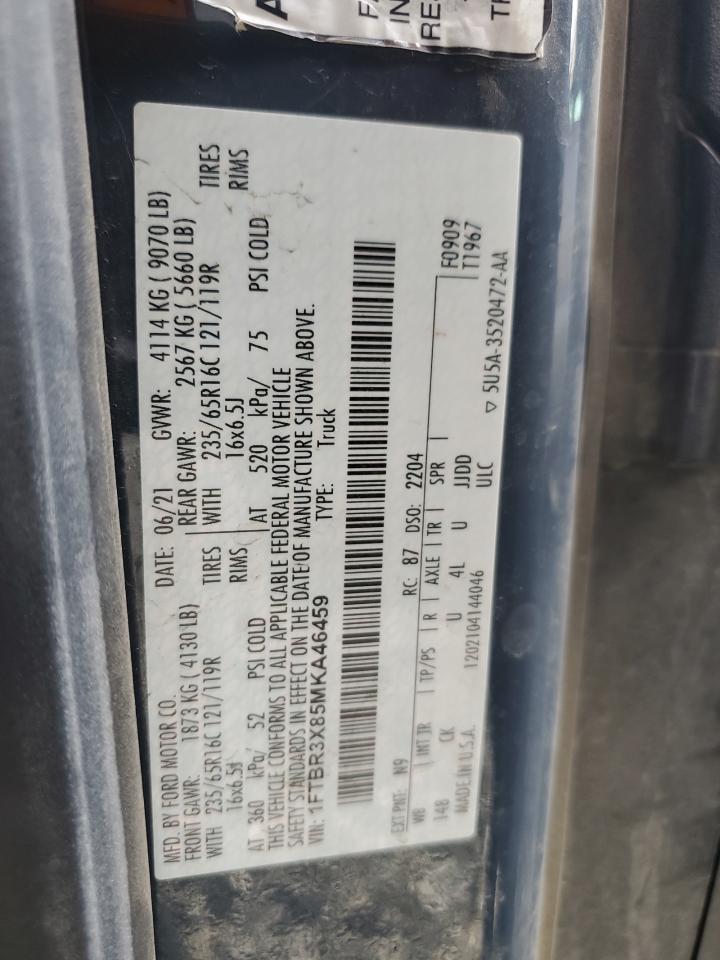 MFD. BY FORD MOTOR CO. DATE: 06/21 GVWR: 4114 KG ( 9070 LB)
FRONT GAWR: 1873 KG ( 4130 LB) REAR GAWR: 2567 KG ( 5660 LB)
WITH 235/65R16C 121/119R TIRES WITH 235/65R16C 121/119R TIRES
16x6.5J RIMS 16x6.5J RIMS
AT 360 kPa/ 52 PSI COLD AT 520 kPa/ 75 PSI COLD
THIS VEHICLE CONFORMS TO ALL APPLICABLE FEDERAL MOTOR VEHICLE
SAFETY STANDARDS IN EFFECT ON THE DATE OF MANUFACTURE SHOWN ABOVE.
VIN: 1FTBR3X85MKA46459 TYPE: Truck
EXT PNT: N9 RC: 87 DSO: 2204 F0909
WB INT TR TP/PS R AXLE TR SPR T1967
148 CK U 4L U JJDD
MADE IN U.S.A. 1202104144046 ULC
5U5A-3520472-AA